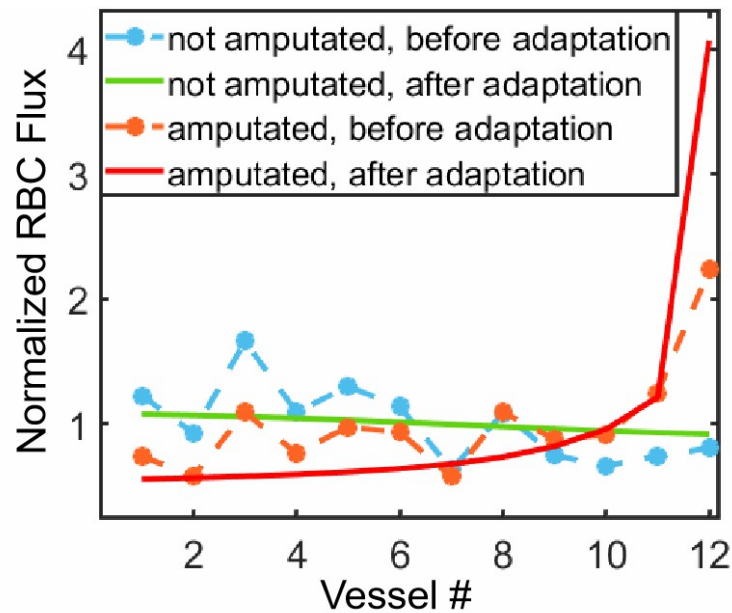 not amputated, before adaptation
not amputated, after adaptation
amputated, before adaptation
amputated, after adaptation
Normalized RBC Flux
4
3
2
1
2 4 6 8 10 12
Vessel #